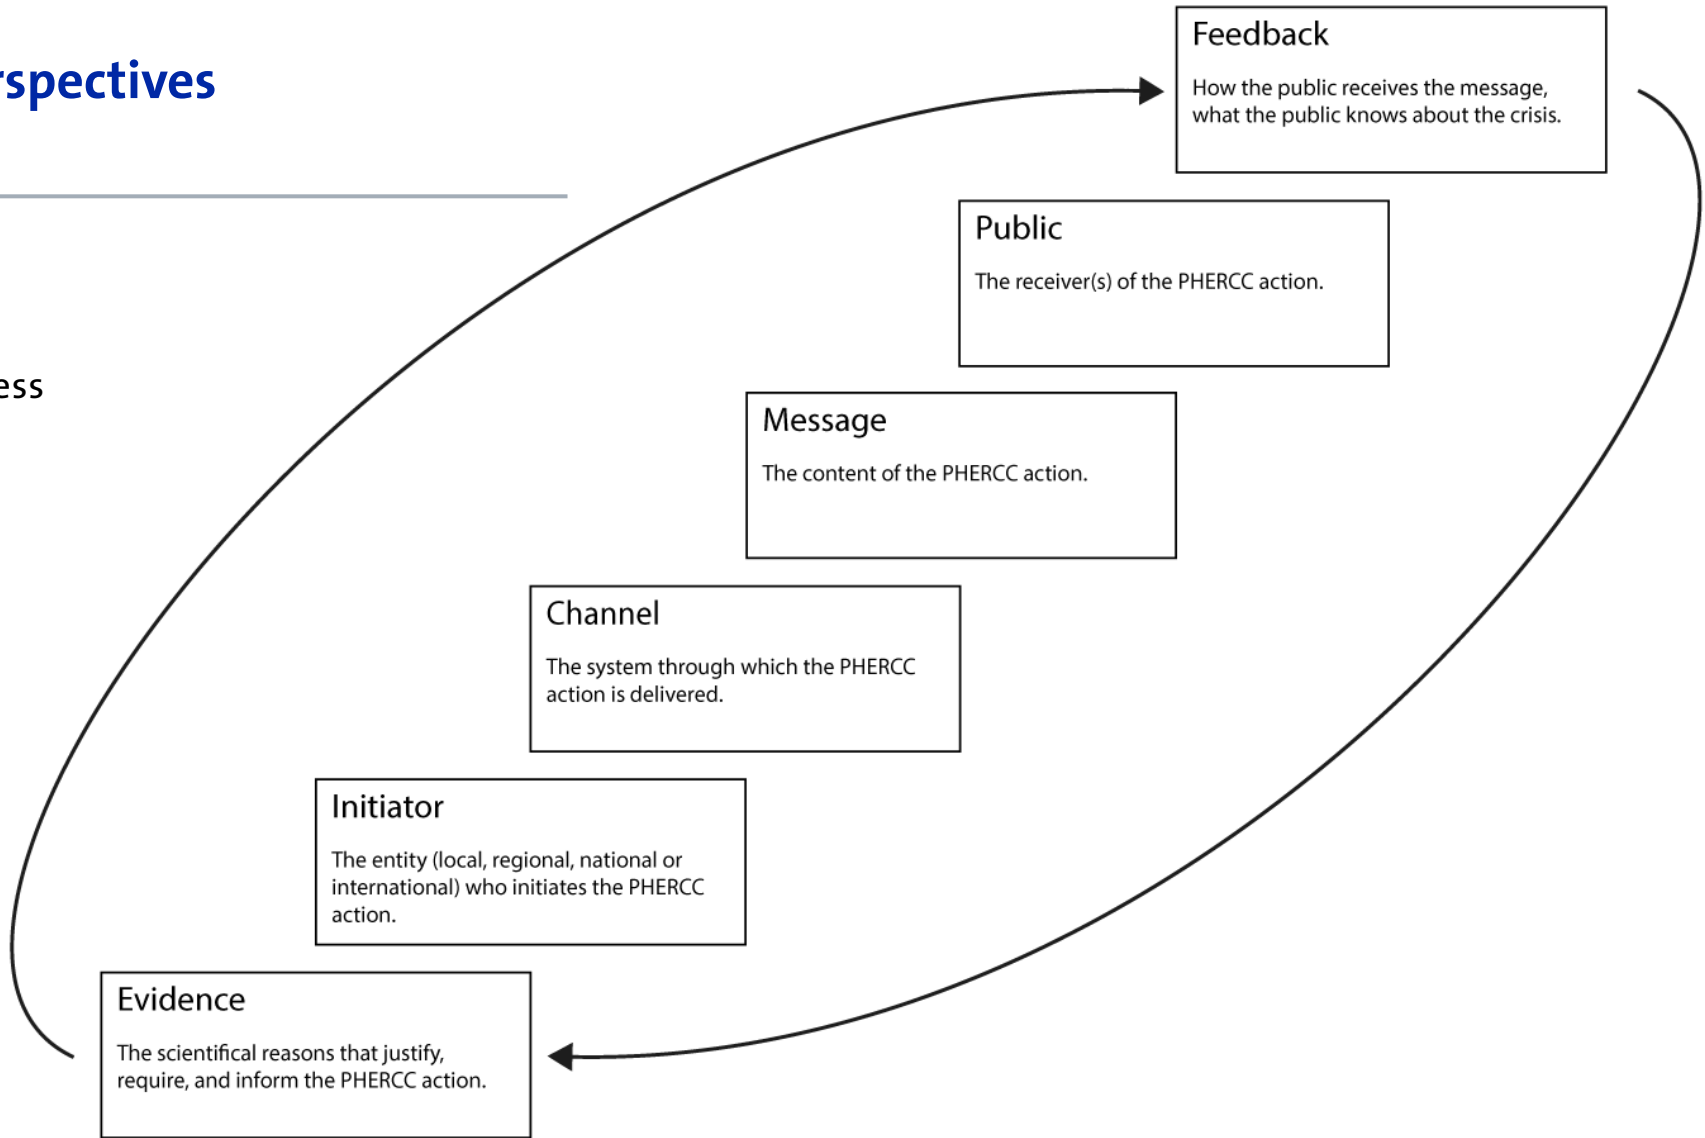 rspectives
ess
Feedback
How the public receives the message,
what the public knows about the crisis.
Public
The receiver(s) of the PHERCC action.
Message
The content of the PHERCC action.
Channel
The system through which the PHERCC
action is delivered.
Initiator
The entity (local, regional, national or
international) who initiates the PHERCC
action.
Evidence
The scientifical reasons that justify,
require, and inform the PHERCC action.